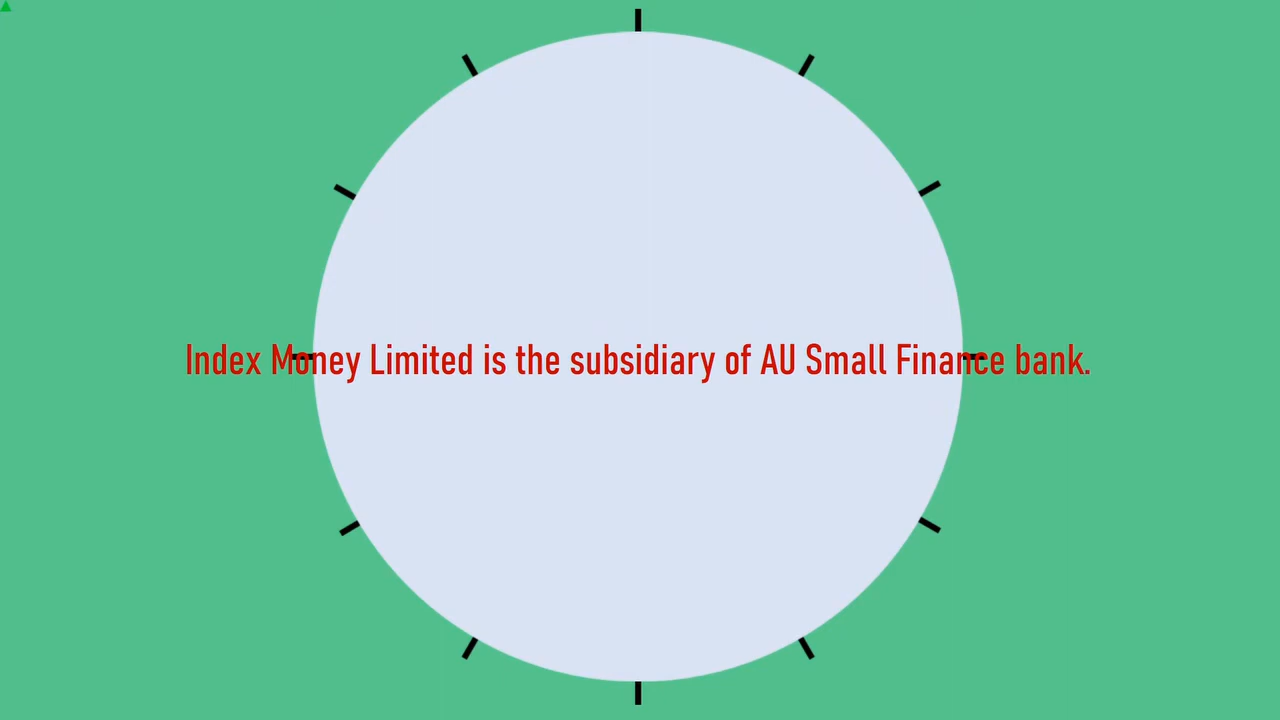 Index Money Limited is the subsidiary of AU Small Finance bank.